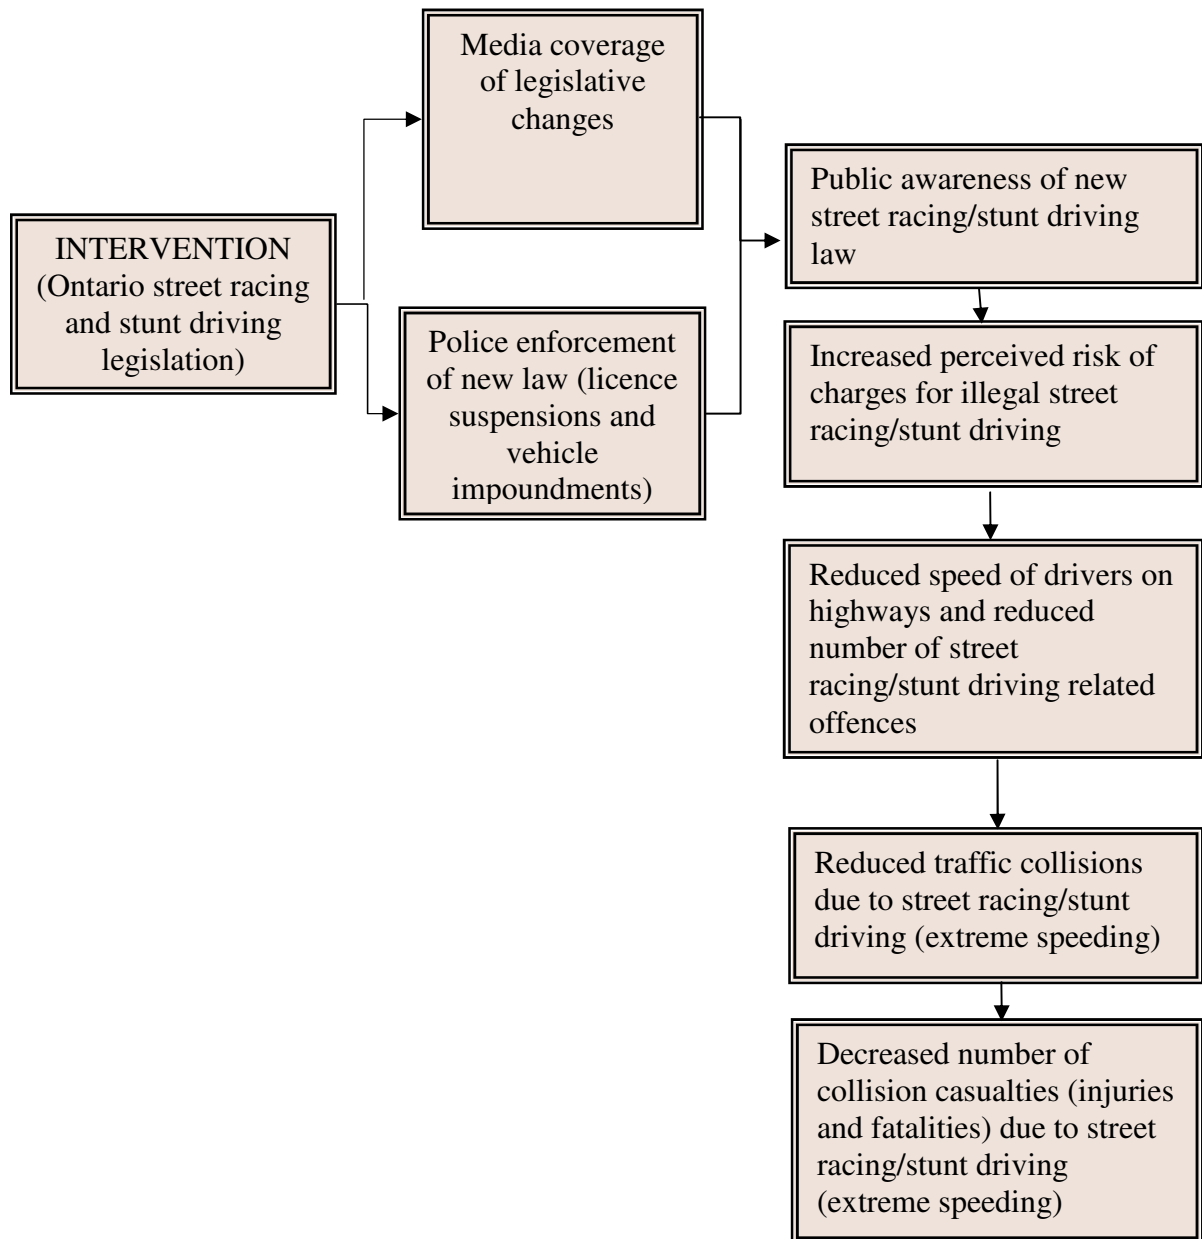 Media coverage
of legislative
changes
INTERVENTION
(Ontario street racing
and stunt driving
legislation)
Police enforcement
of new law (licence
suspensions and
vehicle
impoundments)
Public awareness of new
street racing/stunt driving
law
Increased perceived risk of
charges for illegal street
racing/stunt driving
Reduced speed of drivers on
highways and reduced
number of street
racing/stunt driving related
offences
Reduced traffic collisions
due to street racing/stunt
driving (extreme speeding)
Decreased number of
collision casualties (injuries
and fatalities) due to street
racing/stunt driving
(extreme speeding)